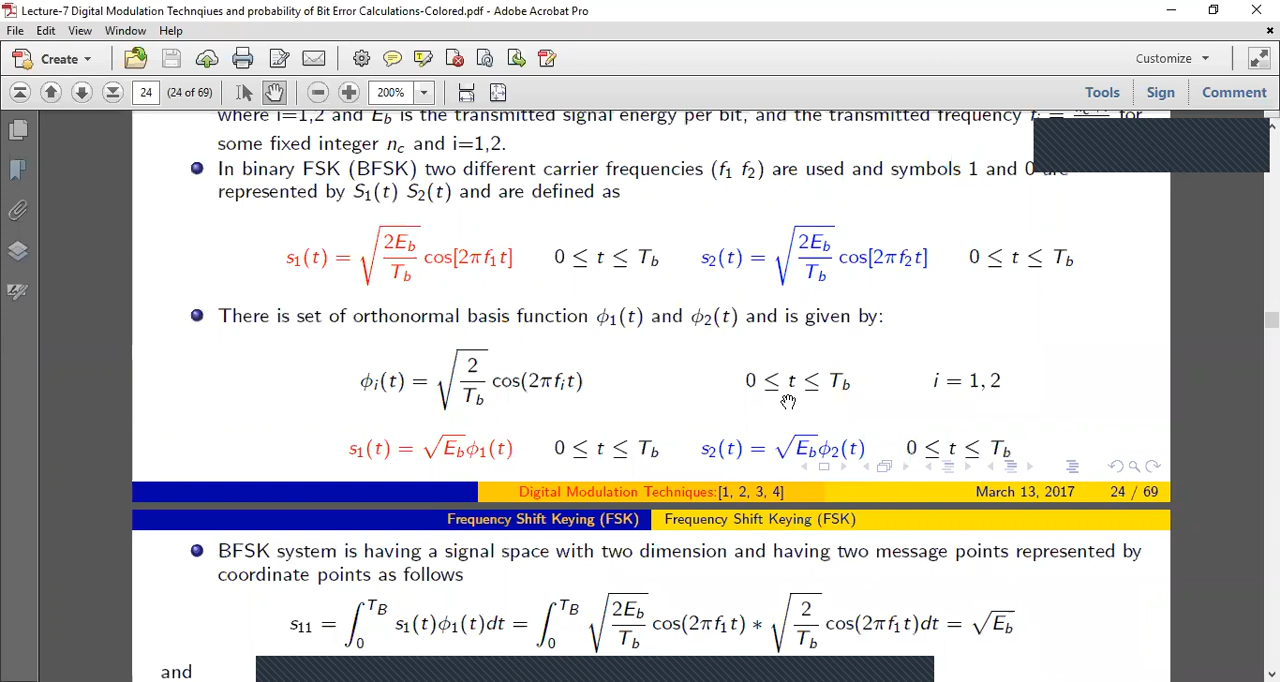 Lecture-7 Digital Modulation Technqiues and probability of Bit Error Calculations-Colored.pdf - Adobe Acrobat Pro
File Edit View Window Help
Create Customize
24 (24 of 69) 200% Tools Sign Comment
where i=1,2 and E_b is the transmitted signal energy per bit, and the transmitted frequency for
some fixed integer n_c and i=1,2.
In binary FSK (BFSK) two different carrier frequencies (f_1 f_2) are used and symbols 1 and 0 are
represented by S_1(t) S_2(t) and are defined as
s_1(t) = √(2E_b/T_b) cos[2πf_1t] 0 ≤ t ≤ T_b s_2(t) = √(2E_b/T_b) cos[2πf_2t] 0 ≤ t ≤ T_b
There is set of orthonormal basis function ϕ_1(t) and ϕ_2(t) and is given by:
ϕ_i(t) = √(2/T_b) cos(2πf_it) 0 ≤ t ≤ T_b i = 1, 2
s_1(t) = √E_b ϕ_1(t) 0 ≤ t ≤ T_b s_2(t) = √E_b ϕ_2(t) 0 ≤ t ≤ T_b
Digital Modulation Techniques:[1, 2, 3, 4] March 13, 2017 24 / 69
Frequency Shift Keying (FSK) Frequency Shift Keying (FSK)
BFSK system is having a signal space with two dimension and having two message points represented by
coordinate points as follows
s_11 = ∫_0^T_B s_1(t)ϕ_1(t)dt = ∫_0^T_B √(2E_b/T_b) cos(2πf_1t) * √(2/T_b) cos(2πf_1t)dt = √E_b
and